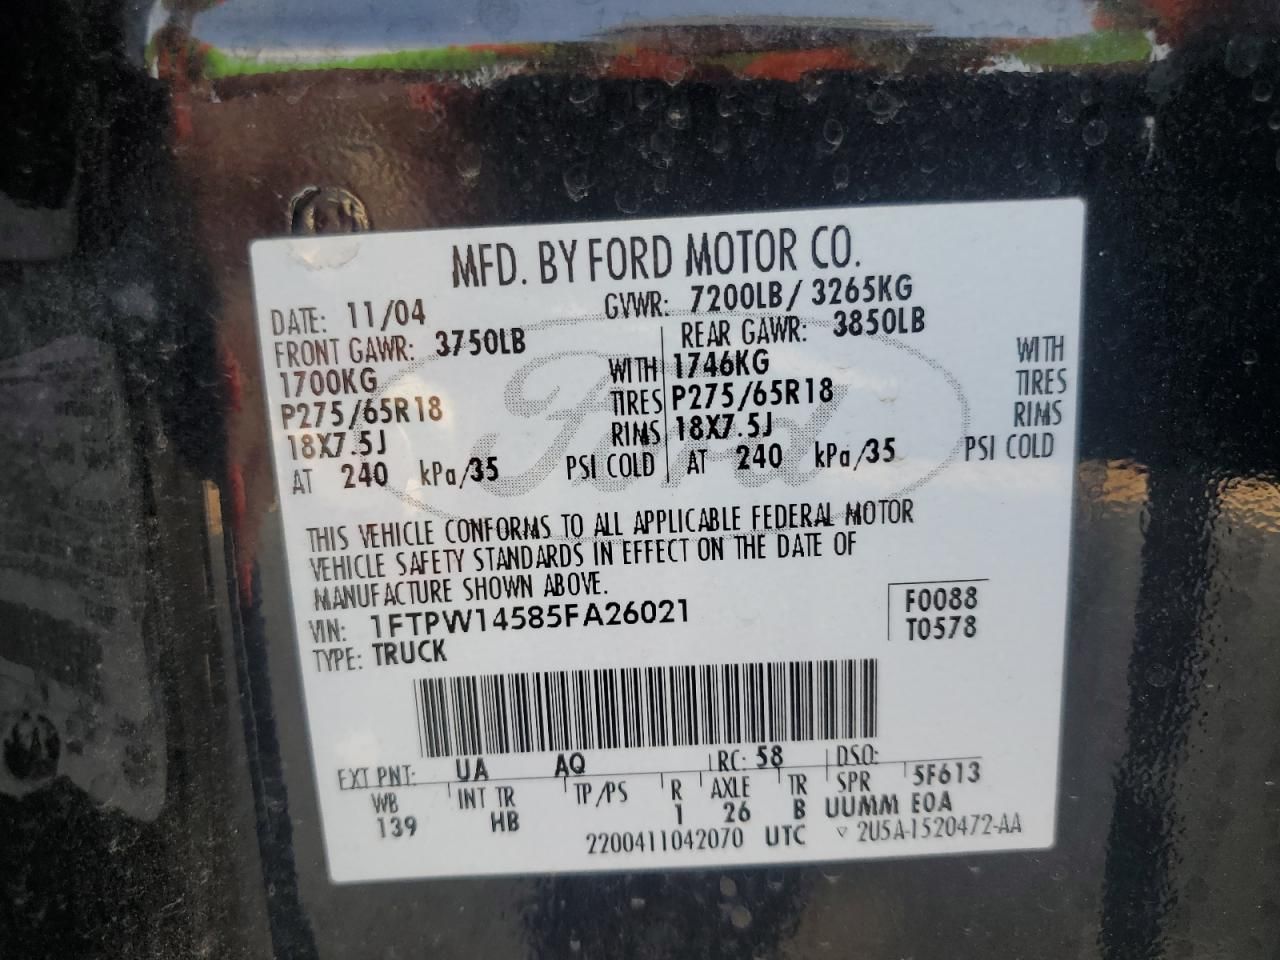 MFD. BY FORD MOTOR CO.
DATE: 11/04 GVWR: 7200LB / 3265KG
FRONT GAWR: 3750LB REAR GAWR: 3850LB
1700KG WITH 1746KG WITH
P275/65R18 TIRES P275/65R18 TIRES
18X7.5J RIMS 18X7.5J RIMS
AT 240 kPa/35 PSI COLD AT 240 kPa/35 PSI COLD
Ford
THIS VEHICLE CONFORMS TO ALL APPLICABLE FEDERAL MOTOR
VEHICLE SAFETY STANDARDS IN EFFECT ON THE DATE OF
MANUFACTURE SHOWN ABOVE.
VIN: 1FTPW14585FA26021 F0088
TYPE: TRUCK T0578
EXT PNT: UA AQ RC: 58 DSO:
WB INT TR TP/PS R AXLE TR SPR 5F613
139 HB 1 26 B UUMM EOA
2200411042070 UTC ▽ 2U5A-1520472-AA